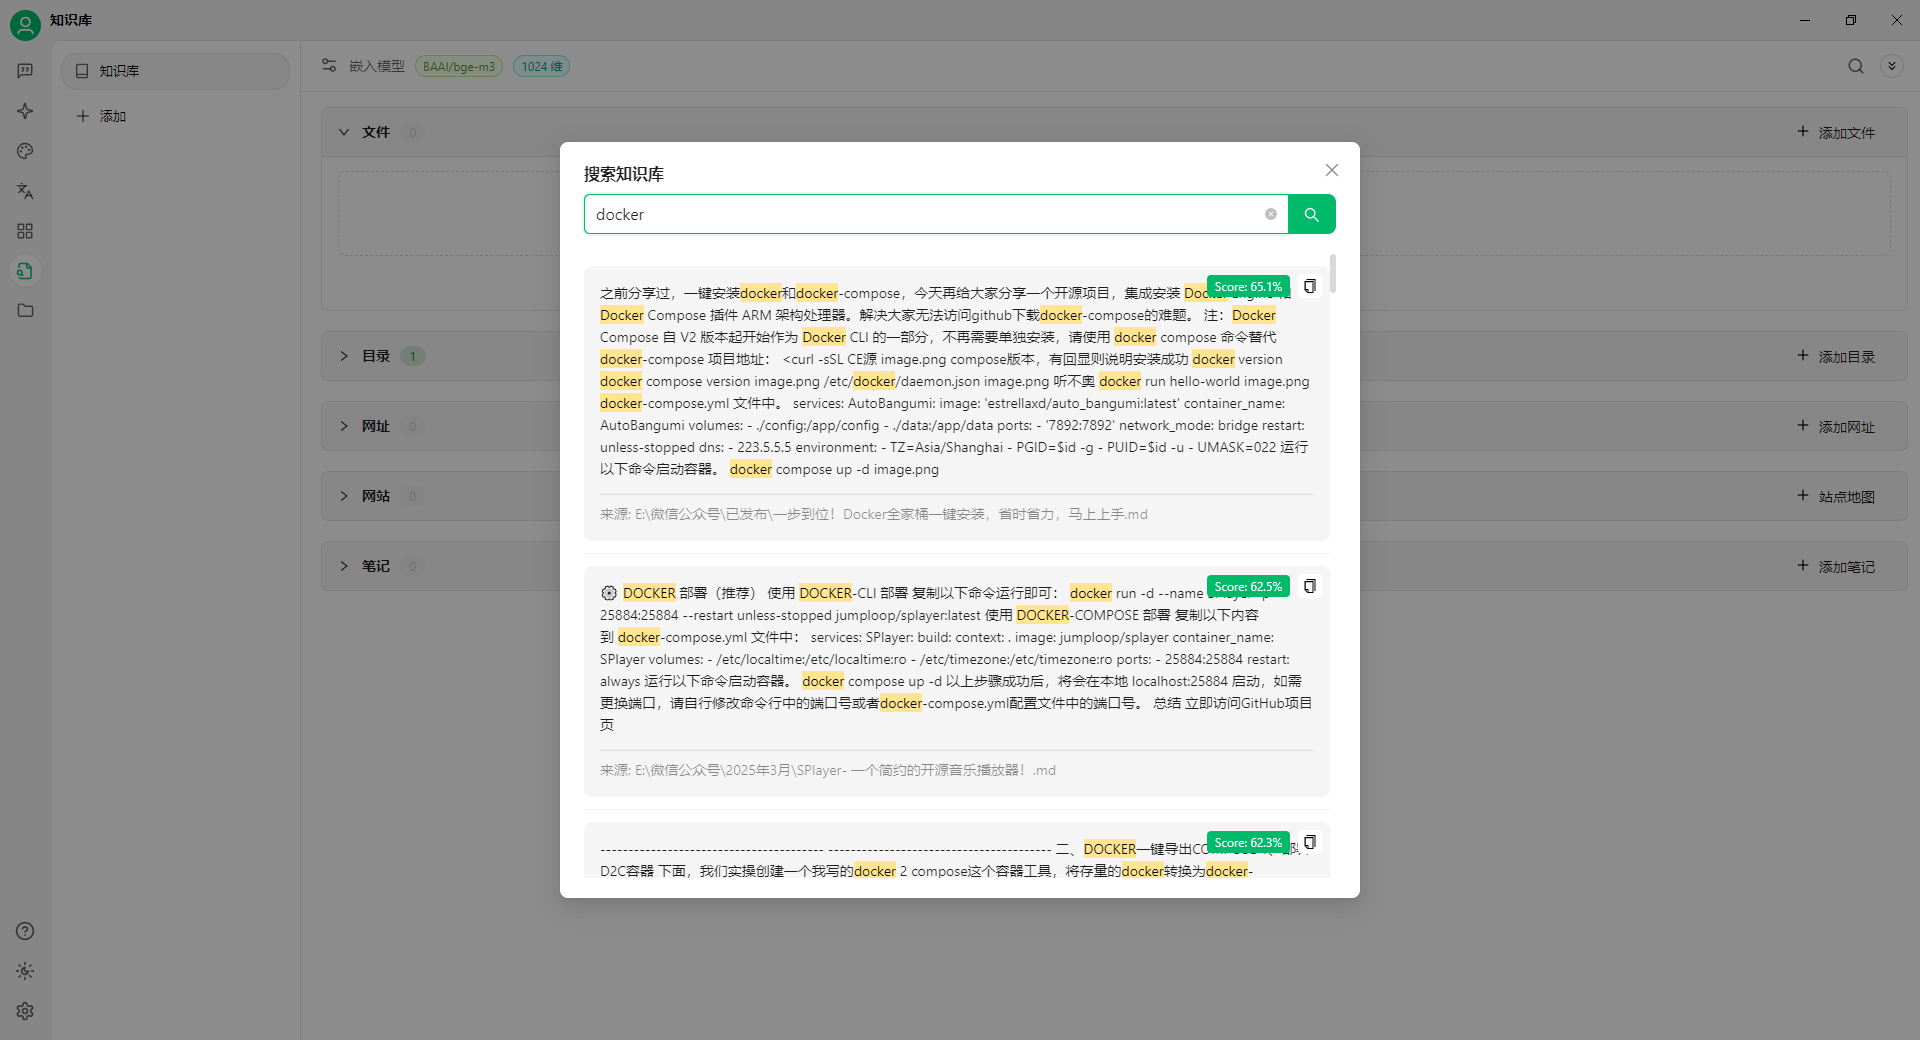 知识库
知识库
添加
嵌入模型 BAAI/bge-m3 1024 维
文件 0
添加文件
目录 1
添加目录
网址 0
添加网址
网站 0
站点地图
笔记 0
添加笔记
搜索知识库
docker
Score: 65.1%
之前分享过，一键安装docker和docker-compose，今天再给大家分享一个开源项目，集成安装
Docker Compose 插件 ARM 架构处理器。解决大家无法访问github下载docker-compose的难题。 注：Docker
Compose 自 V2 版本起开始作为 Docker CLI 的一部分，不再需要单独安装，请使用 docker compose 命令替代
docker-compose 项目地址： <curl -sSL CE源 image.png compose版本，有回显则说明安装成功 docker version
docker compose version image.png /etc/docker/daemon.json image.png 听不奥 docker run hello-world image.png
docker-compose.yml 文件中。 services: AutoBangumi: image: 'estrellaxd/auto_bangumi:latest' container_name:
AutoBangumi volumes: - ./config:/app/config - ./data:/app/data ports: - '7892:7892' network_mode: bridge restart:
unless-stopped dns: - 223.5.5.5 environment: - TZ=Asia/Shanghai - PGID=$id -g - PUID=$id -u - UMASK=022 运行
以下命令启动容器。 docker compose up -d image.png
来源: E:\微信公众号\已发布\一步到位！Docker全家桶一键安装，省时省力，马上上手.md
Score: 62.5%
DOCKER 部署（推荐） 使用 DOCKER-CLI 部署 复制以下命令运行即可： docker run -d --name
25884:25884 --restart unless-stopped jumploop/splayer:latest 使用 DOCKER-COMPOSE 部署 复制以下内容
到 docker-compose.yml 文件中： services: SPlayer: build: context: . image: jumploop/splayer container_name:
SPlayer volumes: - /etc/localtime:/etc/localtime:ro - /etc/timezone:/etc/timezone:ro ports: - 25884:25884 restart:
always 运行以下命令启动容器。 docker compose up -d 以上步骤成功后，将会在本地 localhost:25884 启动，如需
更换端口，请自行修改命令行中的端口号或者docker-compose.yml配置文件中的端口号。 总结 立即访问GitHub项目
页
来源: E:\微信公众号\2025年3月\SPlayer- 一个简约的开源音乐播放器！.md
Score: 62.3%
---------------------------------------- ---------------------------------------- 二、DOCKER一键导出
D2C容器 下面，我们实操创建一个我写的docker 2 compose这个容器工具，将存量的docker转换为docker-